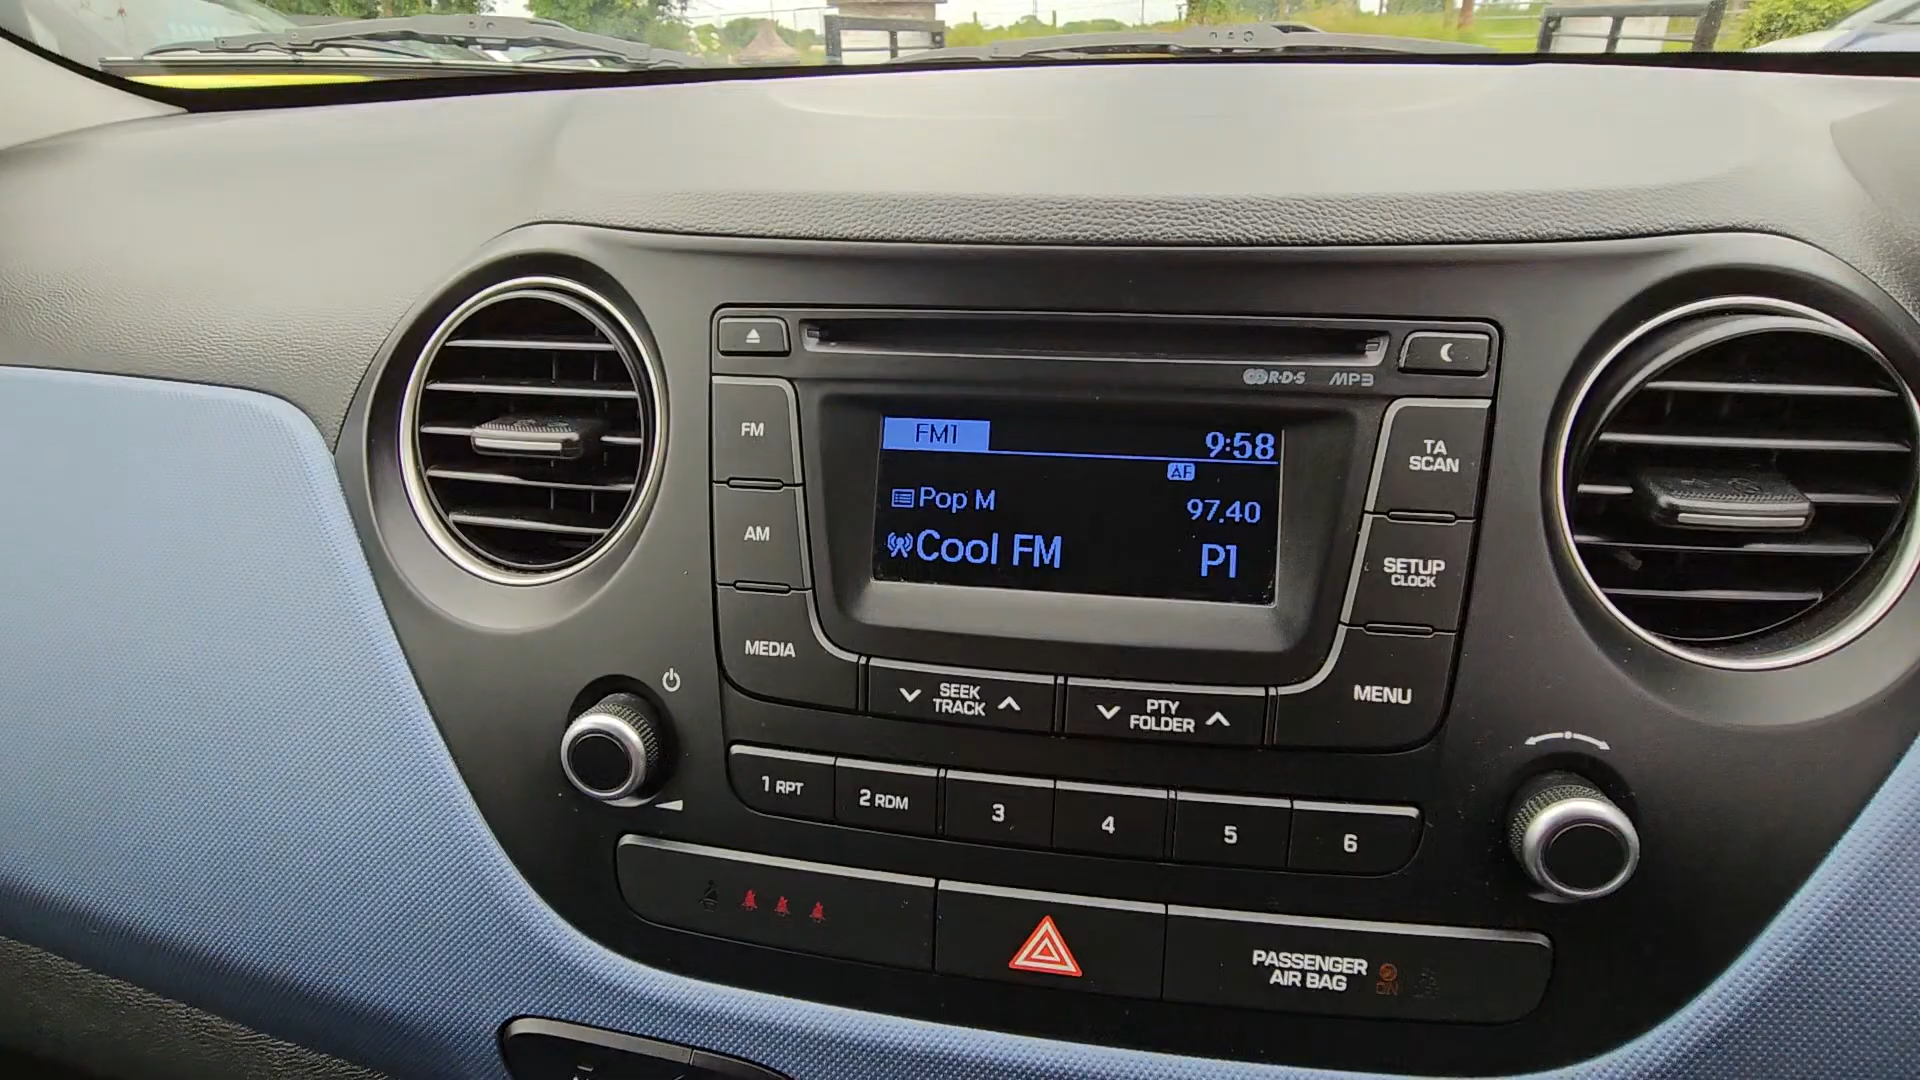 RDS MP3
FM
FM1 9:58
AF
TA
SCAN
Pop M 97.40
Cool FM P1
AM
SETUP
CLOCK
MEDIA
SEEK
TRACK
PTY
FOLDER
MENU
1 RPT
2 RDM
3
4
5
6
PASSENGER
AIR BAG
ON